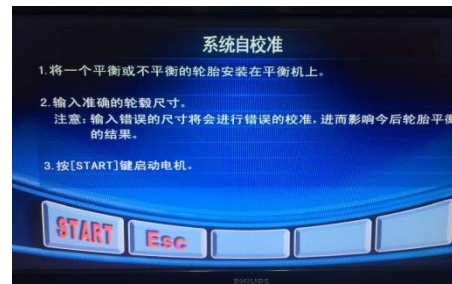 系统自校准
1.将一个平衡或不平衡的轮胎安装在平衡机上。
2.输入准确的轮毂尺寸。
注意:输入错误的尺寸将会进行错误的校准,进而影响今后轮胎平衡
的结果。
3.按[START]键启动电机。
START Esc
PHILIPS